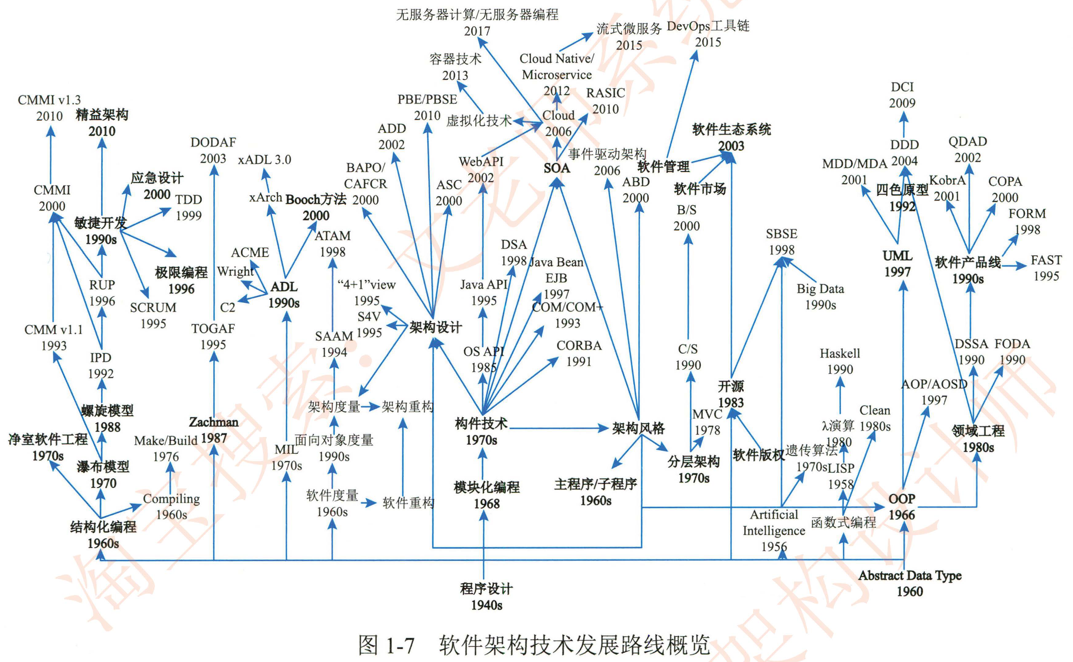 无服务器计算/无服务器编程
2017
流式微服务
2015
DevOps工具链
2015
容器技术
2013
Cloud Native/
Microservice
2012
CMMI v1.3
2010
精益架构
2010
PBE/PBSE
2010
虚拟化技术
Cloud
2006
RASIC
2010
DCI
2009
DODAF
2003
ADD
2002
软件生态系统
2003
DDD
2004
QDAD
2002
xADL 3.0
BAPO/
CAFCR
2000
WebAPI
2002
SOA
事件驱动架构
2006
软件管理
MDD/MDA
2001
CMMI
2000
应急设计
2000
xArch
Booch方法
2000
ASC
2000
ABD
2000
软件市场
四色原型
1992
KobrA
2001
COPA
2000
TDD
1999
敏捷开发
1990s
B/S
2000
FORM
1998
ATAM
1998
DSA
1998
SBSE
1998
UML
1997
软件产品线
1990s
FAST
1995
ACME
Wright
C2
ADL
1990s
极限编程
1996
RUP
1996
SCRUM
1995
“4+1”view
1995
S4V
1995
架构设计
Java API
1995
Java Bean
EJB
1997
COM/COM+
1993
CORBA
1991
Big Data
1990s
CMM v1.1
1993
TOGAF
1995
SAAM
1994
OS API
1985
IPD
1992
C/S
1990
Haskell
1990
DSSA
1990
FODA
1990
开源
1983
AOP/AOSD
1997
螺旋模型
1988
架构度量
架构重构
MVC
1978
Clean
1980s
净室软件工程
1970s
Make/Build
1976
Zachman
1987
构件技术
1970s
架构风格
λ演算
1980
领域工程
1980s
面向对象度量
1990s
MIL
1970s
软件版权
遗传算法
1970s
瀑布模型
1970
分层架构
1970s
LISP
1958
模块化编程
1968
主程序/子程序
1960s
Compiling
1960s
软件度量
1960s
软件重构
OOP
1966
结构化编程
1960s
Artificial
Intelligence
1956
函数式编程
程序设计
1940s
Abstract Data Type
1960
图 1-7 软件架构技术发展路线概览
淘宝搜索:文老师系统
架构设计师